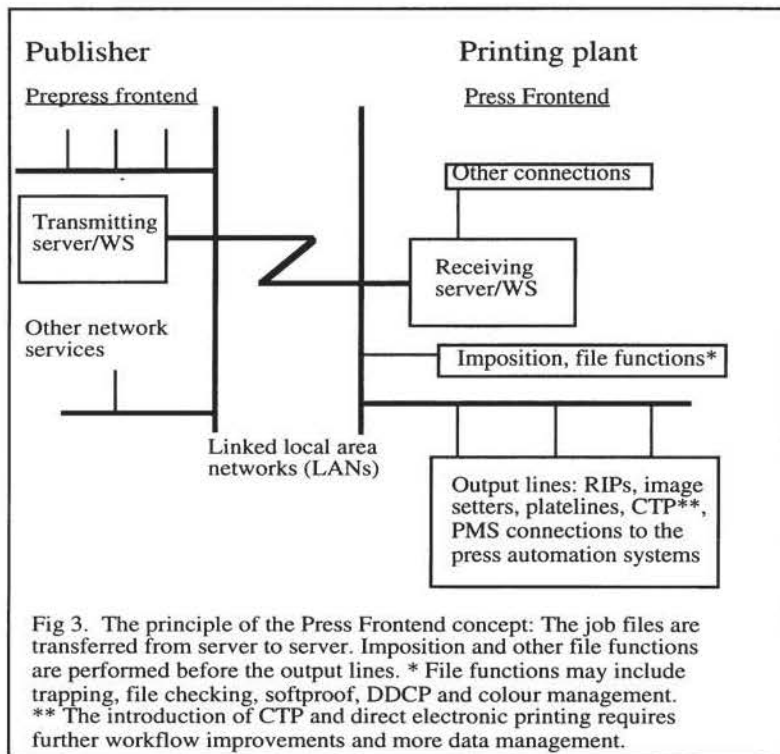 Publisher
Printing plant
Prepress frontend
Press Frontend
Other connections
Transmitting
server/WS
Receiving
server/WS
Other network
services
Imposition, file functions*
Linked local area
networks (LANs)
Output lines: RIPs, image
setters, platelines, CTP**,
PMS connections to the
press automation systems
Fig 3. The principle of the Press Frontend concept: The job files are
transferred from server to server. Imposition and other file functions
are performed before the output lines. * File functions may include
trapping, file checking, softproof, DDCP and colour management.
** The introduction of CTP and direct electronic printing requires
further workflow improvements and more data management.